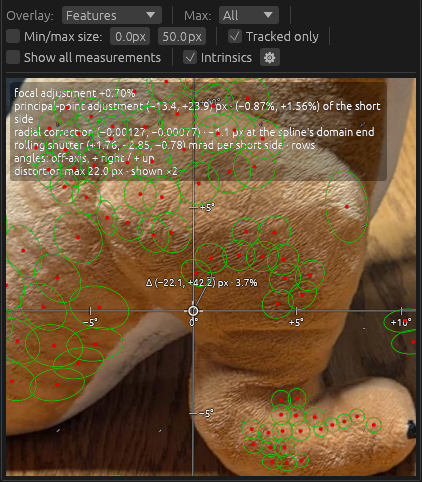 Overlay: Features Max: All
Min/max size: 0.0px 50.0px Tracked only
Show all measurements Intrinsics
focal adjustment +0.70%
principal-point adjustment (−13.4, +23.9) px · (−0.87%, +1.56%) of the short
side
radial correction (−0.00127, −0.00077) · −1.1 px at the spline's domain end
rolling shutter (+1.76, −2.85, −0.78) mrad per short side · rows
angles: off-axis, + right / + up
distortion max 22.0 px · shown ×2
+5°
Δ (−22.1, +42.2) px · 3.7%
−5° 0° +5° +10°
−5°